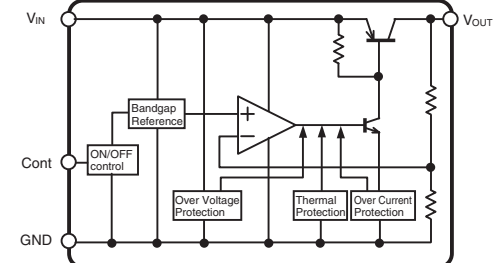 VIN
VOUT
Bandgap
Reference
+
−
Cont
ON/OFF
control
Over Voltage
Protection
Thermal
Protection
Over Current
Protection
GND